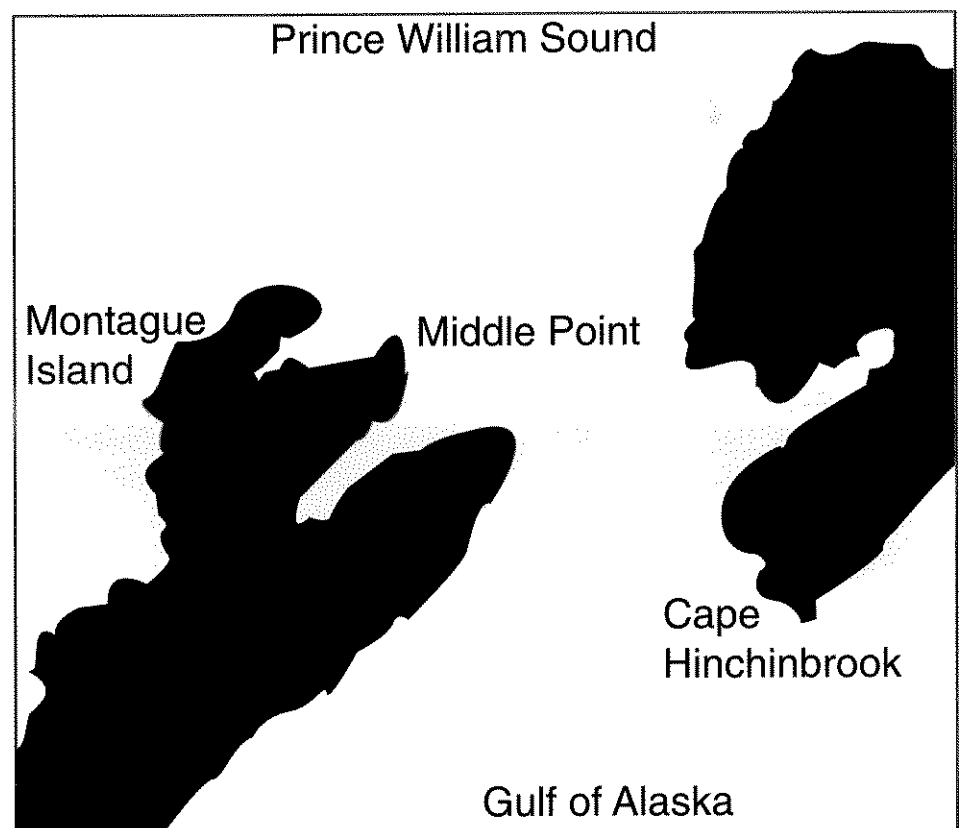 Prince William Sound
Montague
Island
Middle Point
Cape
Hinchinbrook
Gulf of Alaska